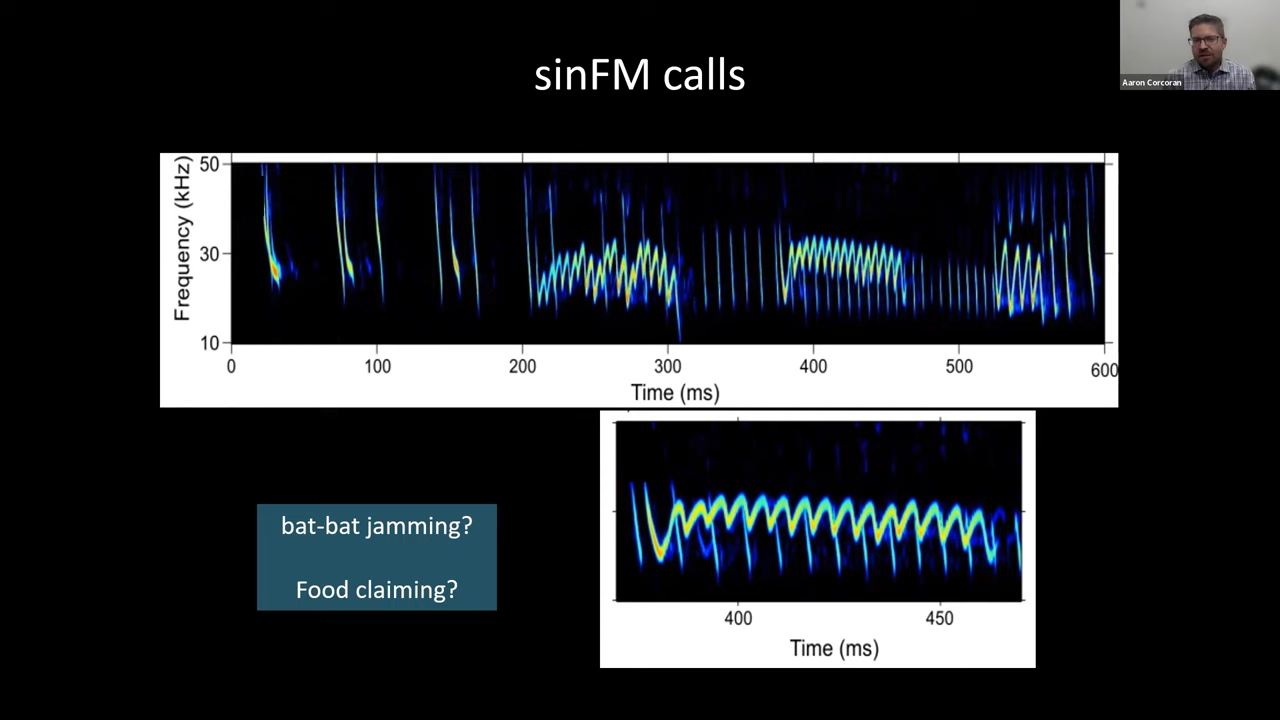 sinFM calls
Aaron Corcoran
Frequency (kHz)
50
30
10
0 100 200 300 400 500 600
Time (ms)
bat-bat jamming?
Food claiming?
400 450
Time (ms)